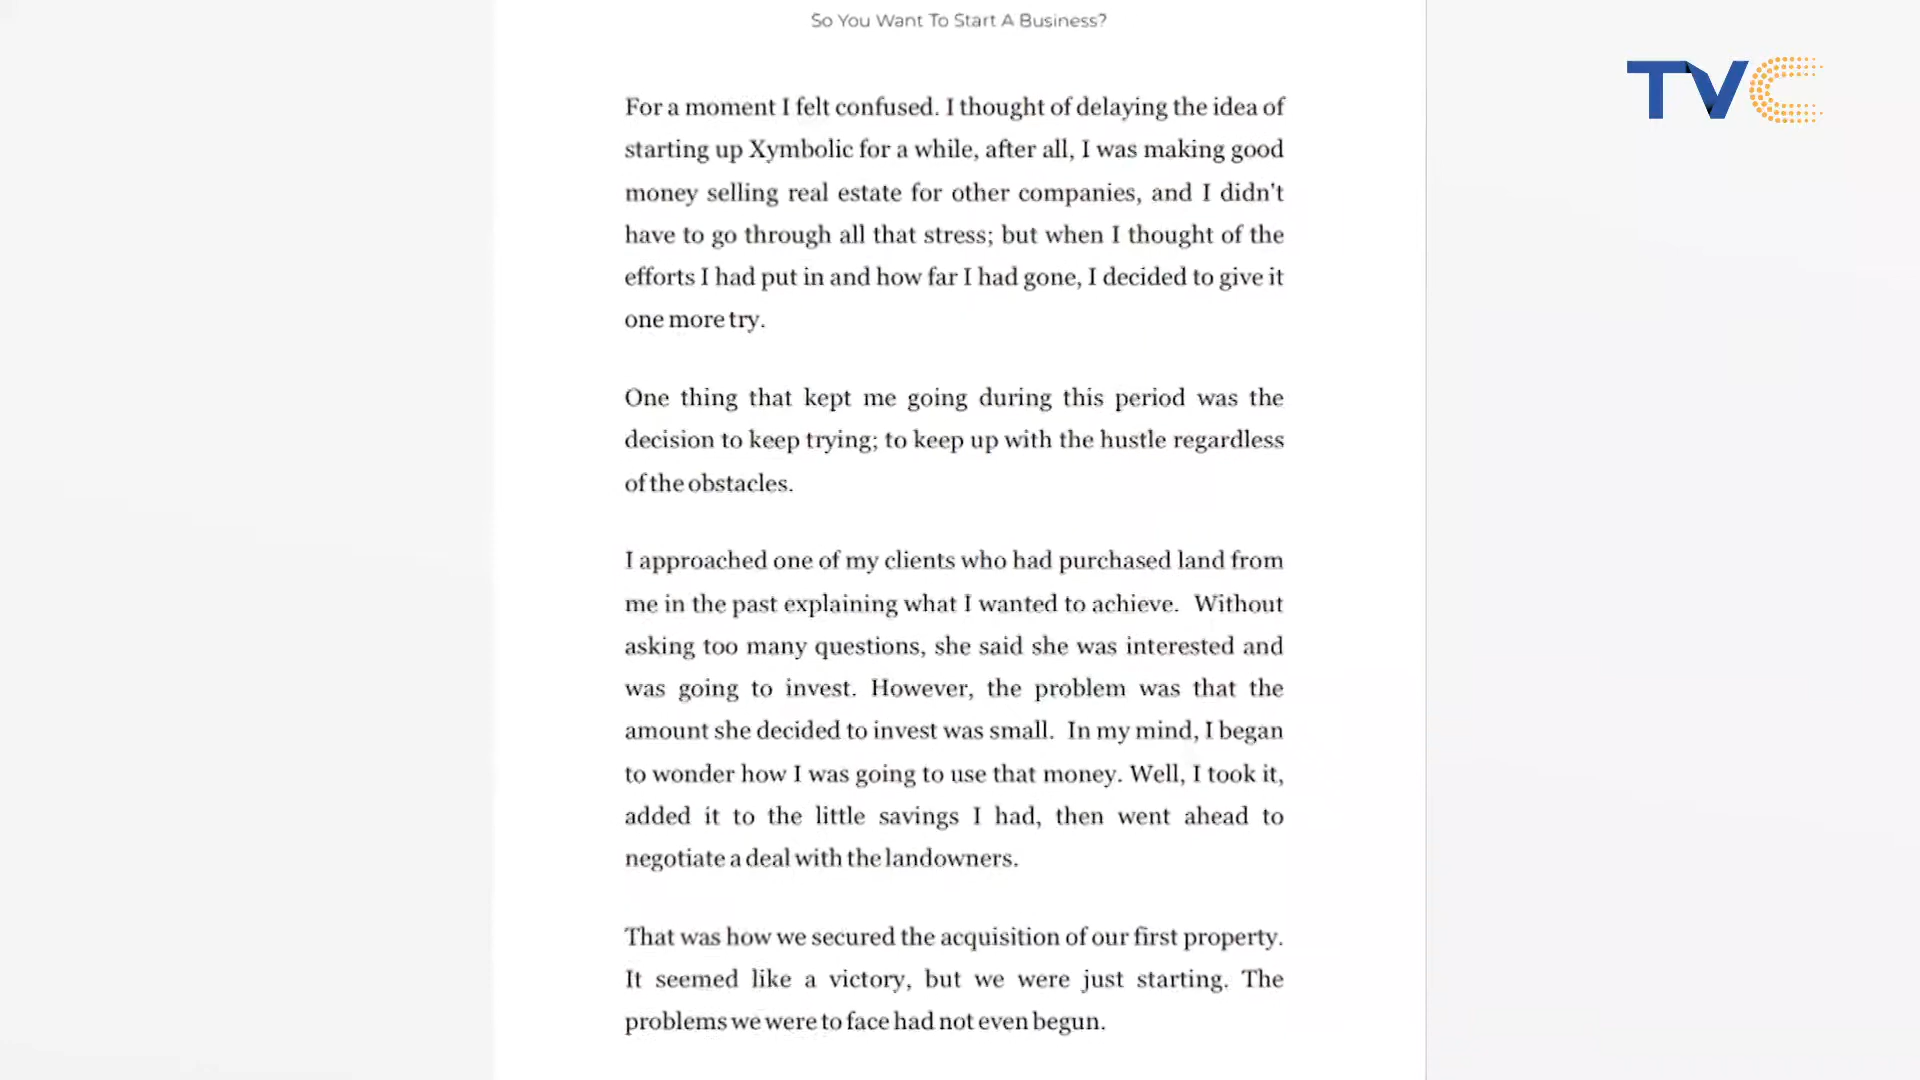 So You Want To Start A Business?
TVC
For a moment I felt confused. I thought of delaying the idea of
starting up Xymbolic for a while, after all, I was making good
money selling real estate for other companies, and I didn't
have to go through all that stress; but when I thought of the
efforts I had put in and how far I had gone, I decided to give it
one more try.
One thing that kept me going during this period was the
decision to keep trying; to keep up with the hustle regardless
of the obstacles.
I approached one of my clients who had purchased land from
me in the past explaining what I wanted to achieve. Without
asking too many questions, she said she was interested and
was going to invest. However, the problem was that the
amount she decided to invest was small. In my mind, I began
to wonder how I was going to use that money. Well, I took it,
added it to the little savings I had, then went ahead to
negotiate a deal with the landowners.
That was how we secured the acquisition of our first property.
It seemed like a victory, but we were just starting. The
problems we were to face had not even begun.